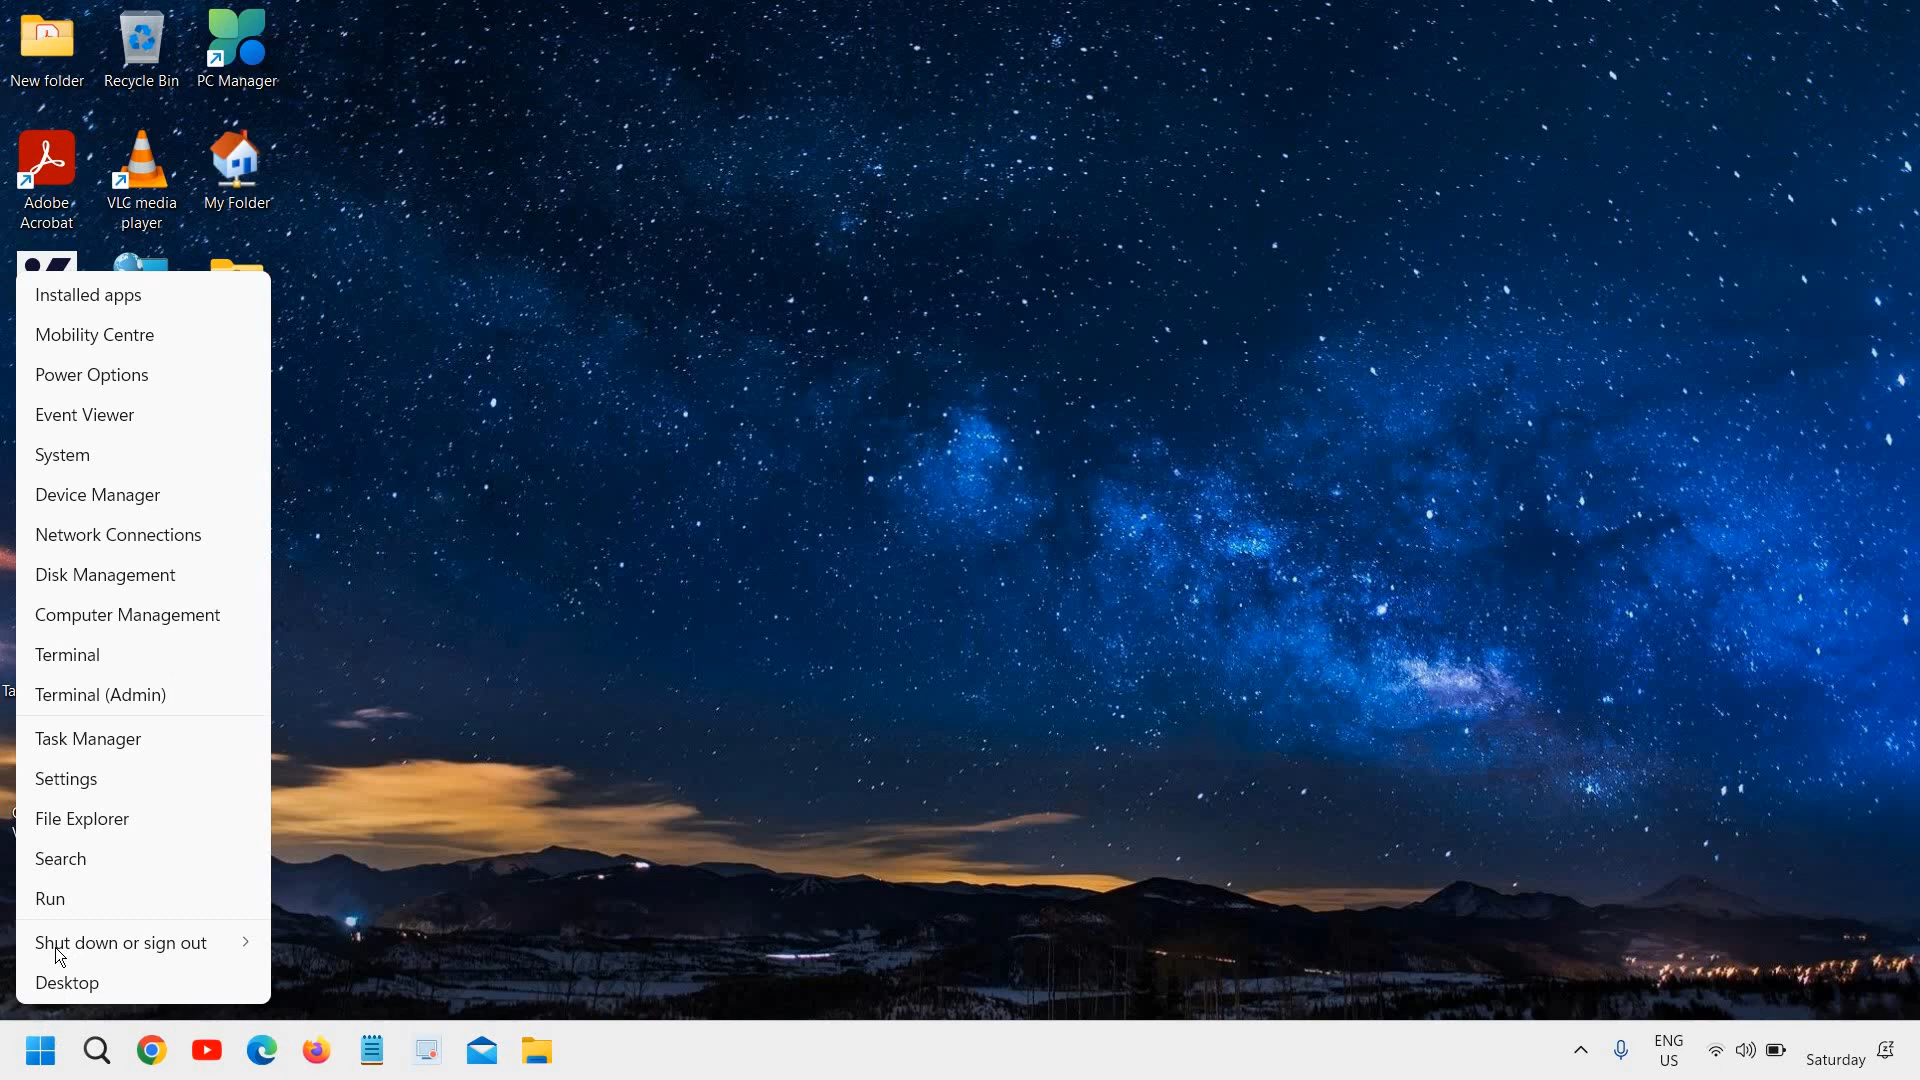 New folder
Recycle Bin
PC Manager
Adobe
Acrobat
VLC media
player
My Folder
Installed apps
Mobility Centre
Power Options
Event Viewer
System
Device Manager
Network Connections
Disk Management
Computer Management
Terminal
Terminal (Admin)
Task Manager
Settings
File Explorer
Search
Run
Shut down or sign out
Desktop
ENG
US
Saturday